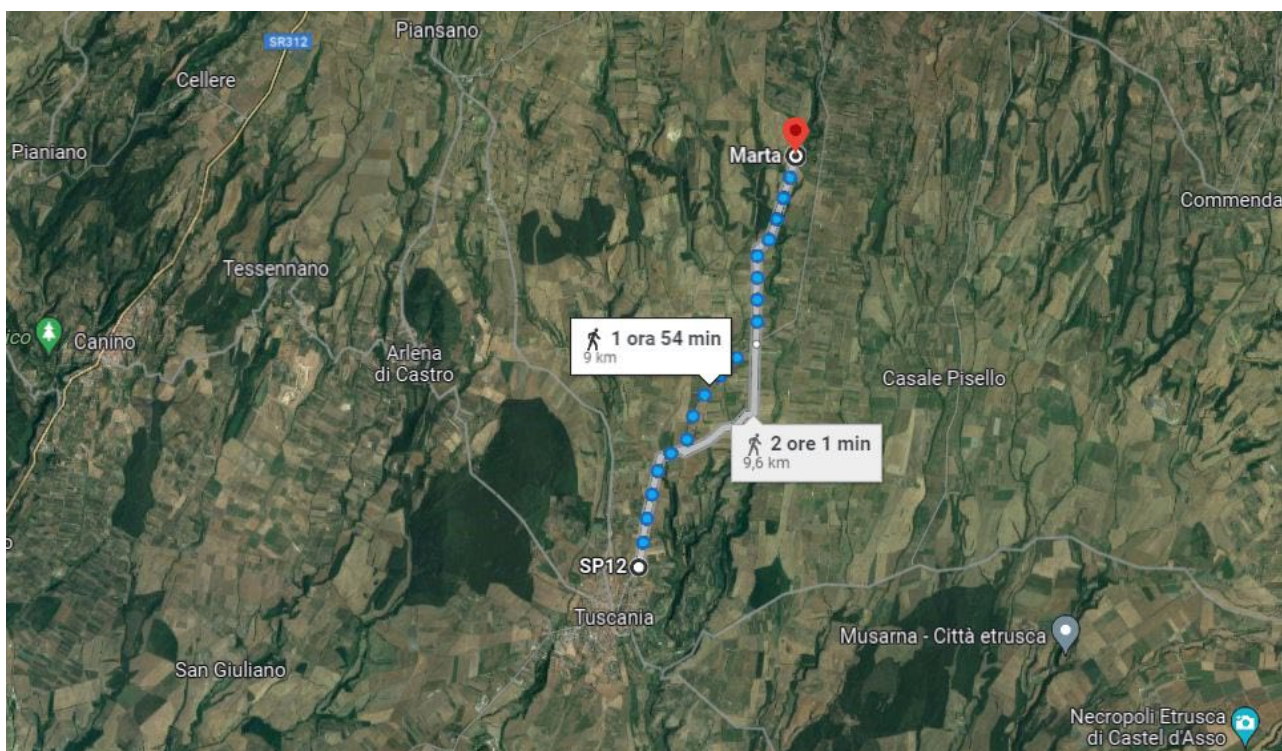 Piansano
SR312
Cellere
Pianiano
Marta
Commenda
Tessennano
1 ora 54 min
9 km
ico
Canino
Arlena
di Castro
Casale Pisello
2 ore 1 min
9,6 km
SP12
Tuscania
Musarna - Città etrusca
San Giuliano
Necropoli Etrusca
di Castel d'Asso